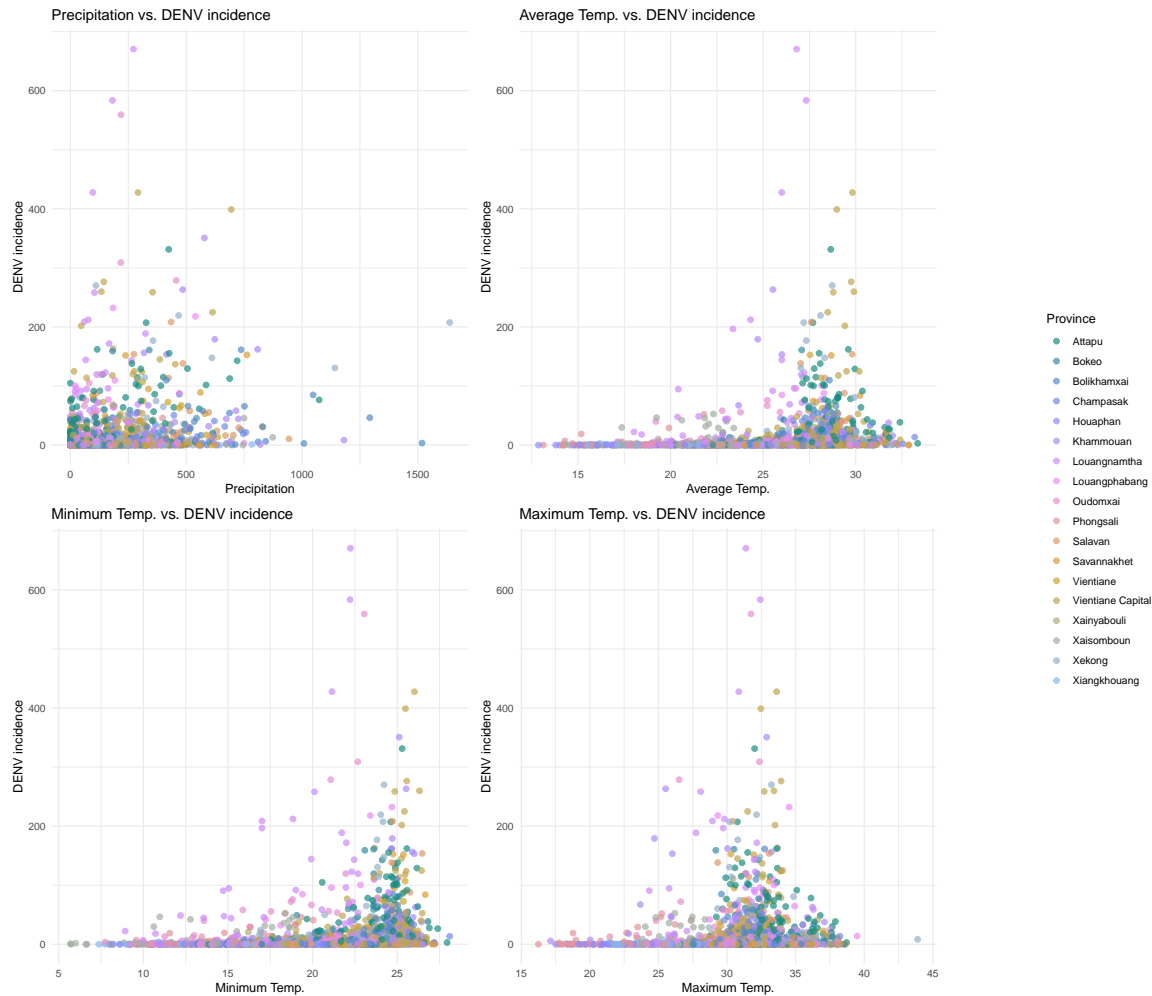 Precipitation vs. DENV incidence
DENV incidence
600
400
200
0
0
500
1000
1500
Precipitation
Average Temp. vs. DENV incidence
DENV incidence
600
400
200
0
15
20
25
30
Average Temp.
Minimum Temp. vs. DENV incidence
DENV incidence
600
400
200
0
5
10
15
20
25
Minimum Temp.
Maximum Temp. vs. DENV incidence
DENV incidence
600
400
200
0
15
20
25
30
35
40
45
Maximum Temp.
Province
Attapu
Bokeo
Bolikhamxai
Champasak
Houaphan
Khammouan
Louangnamtha
Louangphabang
Oudomxai
Phongsali
Salavan
Savannakhet
Vientiane
Vientiane Capital
Xainyabouli
Xaisomboun
Xekong
Xiangkhouang